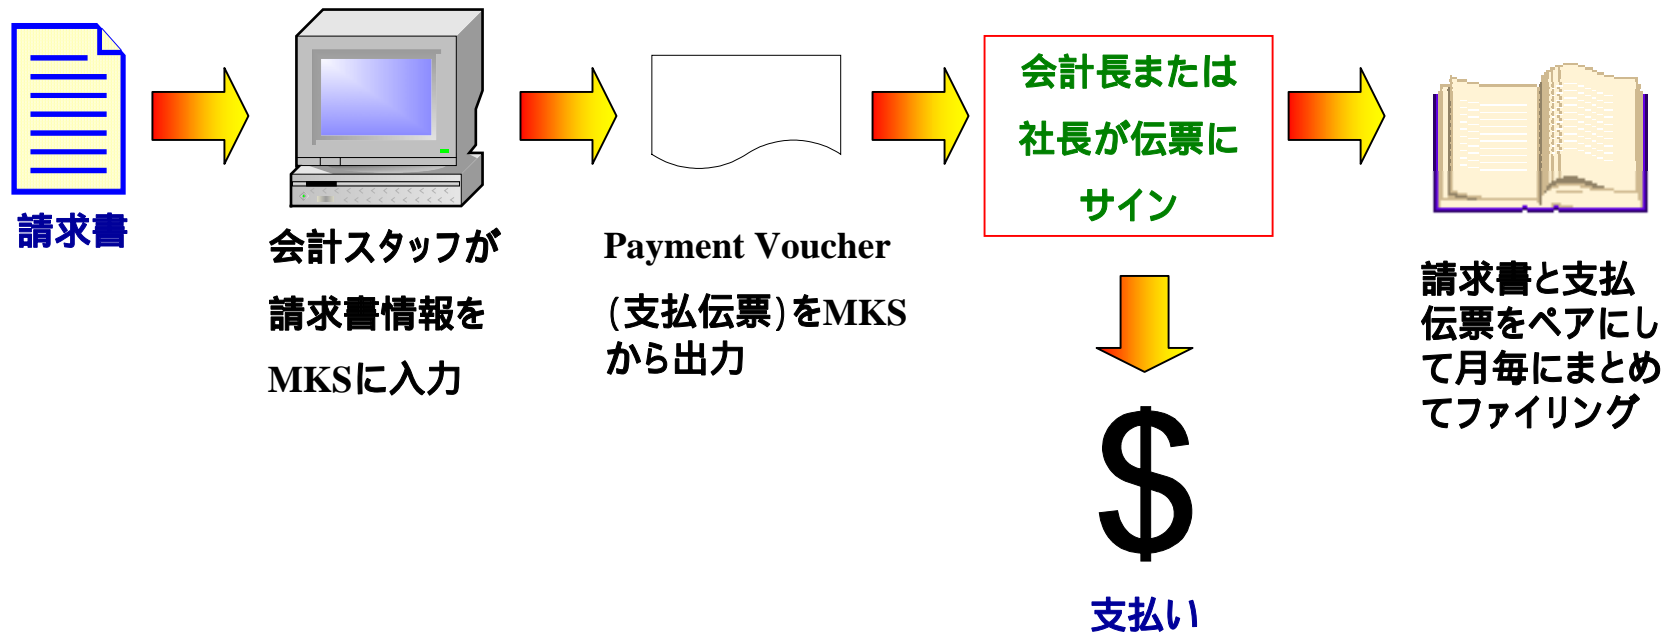 請求書
会計スタッフが
請求書情報を
MKSに入力
Payment Voucher
(支払伝票)をMKS
から出力
会計長または
社長が伝票に
サイン
$
支払い
請求書と支払
伝票をペアにし
て月毎にまとめ
てファイリング